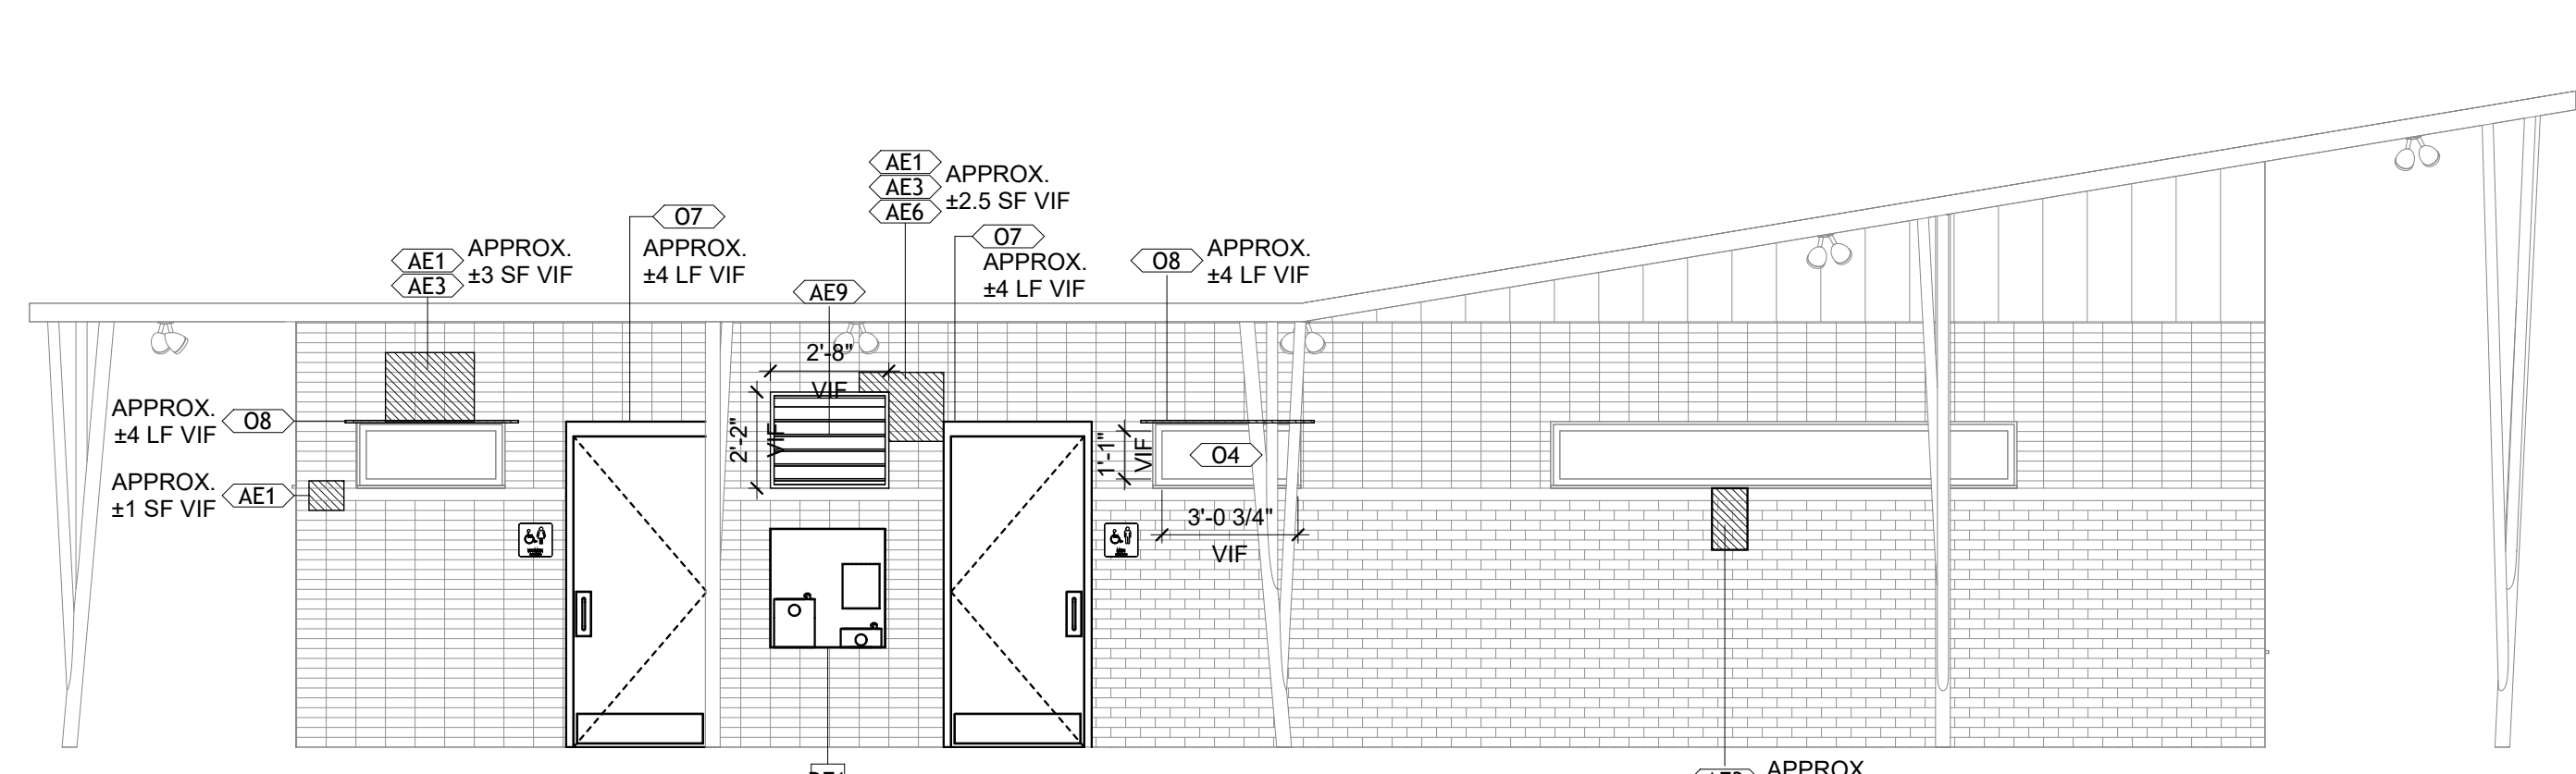 AE1
AE3
AE6
APPROX.
±2.5 SF VIF
O7
APPROX.
±4 LF VIF
O7
APPROX.
±4 LF VIF
AE1
AE3
APPROX.
±3 SF VIF
O8
APPROX.
±4 LF VIF
AE9
2'-8"
VIF
2'-2"
VIF
APPROX.
±4 LF VIF
O8
APPROX.
±1 SF VIF
AE1
1'-1"
VIF
O4
3'-0 3/4"
VIF
APPROX.